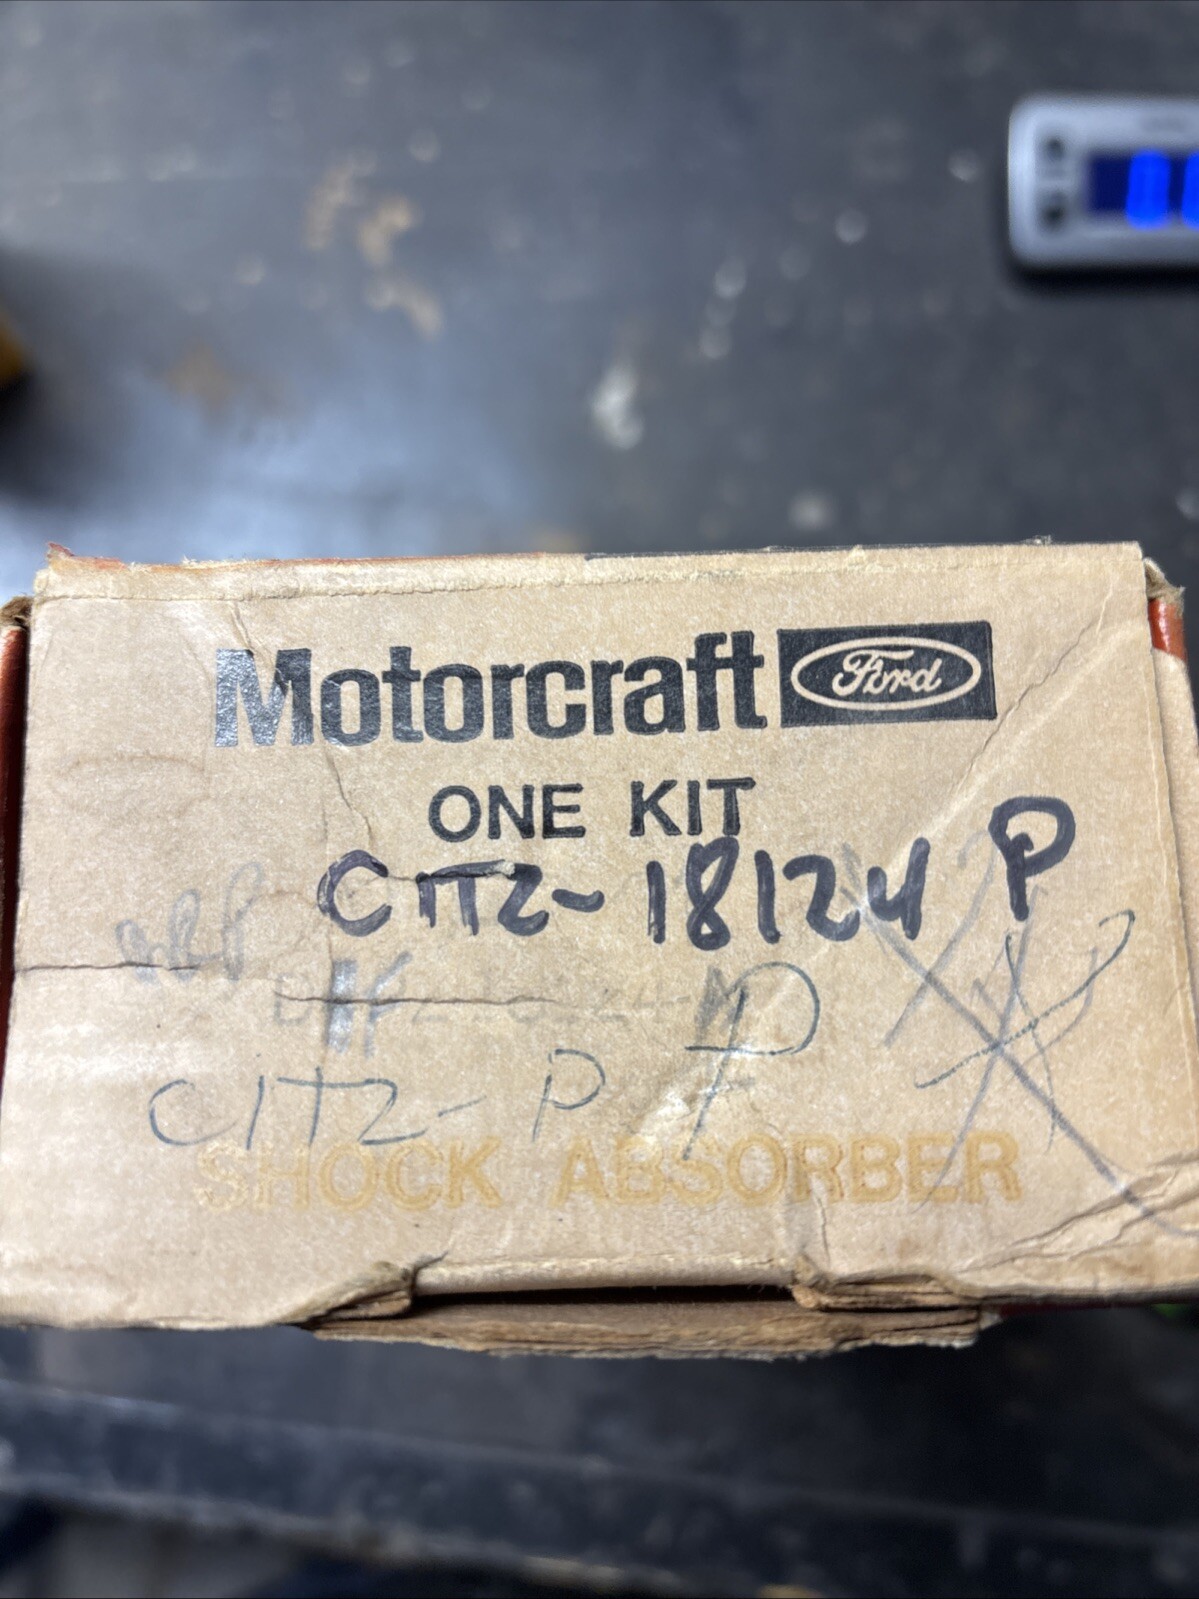 Motorcraft Ford
ONE KIT
C1TZ-18124 P
C1TZ-P P
SHOCK ABSORBER